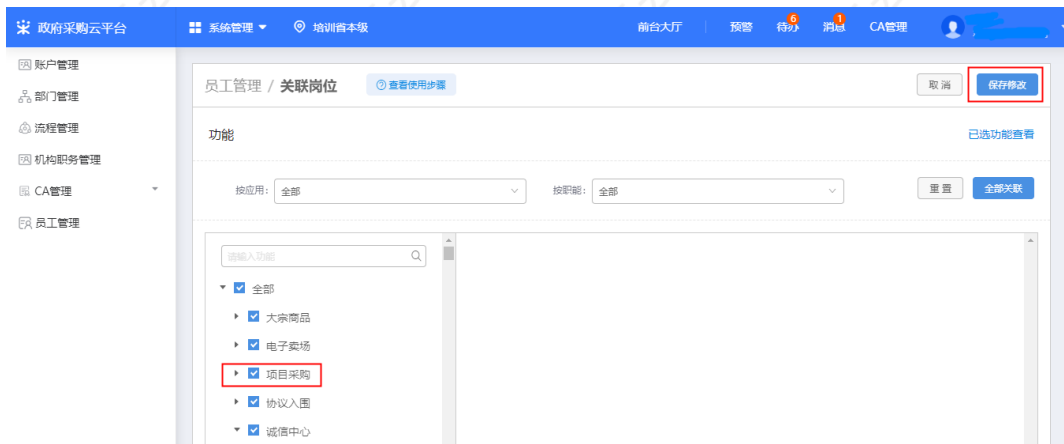 政府采购云平台 系统管理 培训省本级 前台大厅 预警 待办 6 消息 1 CA管理
账户管理
部门管理
流程管理
机构职务管理
CA管理
员工管理
员工管理 / 关联岗位 查看使用步骤 取消 保存修改
功能 已选功能查看
按应用: 全部 按职能: 全部 重置 全部关联
请输入功能
全部
大宗商品
电子卖场
项目采购
协议入围
诚信中心